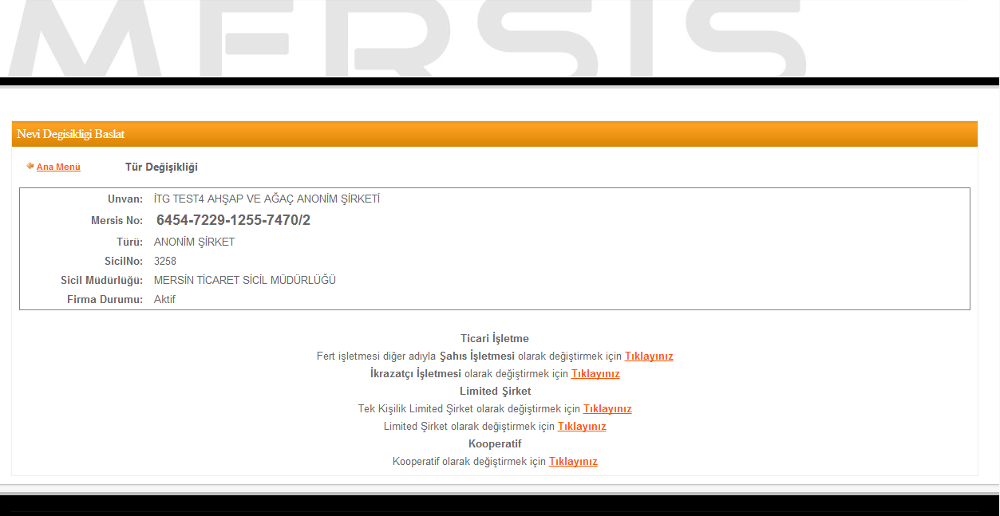 MERSIS
Nevi Degisikligi Baslat
Ana Menü Tür Değişikliği
Unvan: İTG TEST4 AHŞAP VE AĞAÇ ANONİM ŞİRKETİ
Mersis No: 6454-7229-1255-7470/2
Türü: ANONİM ŞİRKET
SicilNo: 3258
Sicil Müdürlüğü: MERSİN TİCARET SİCİL MÜDÜRLÜĞÜ
Firma Durumu: Aktif
Ticari İşletme
Fert işletmesi diğer adıyla Şahıs İşletmesi olarak değiştirmek için Tıklayınız
İkrazatçı İşletmesi olarak değiştirmek için Tıklayınız
Limited Şirket
Tek Kişilik Limited Şirket olarak değiştirmek için Tıklayınız
Limited Şirket olarak değiştirmek için Tıklayınız
Kooperatif
Kooperatif olarak değiştirmek için Tıklayınız